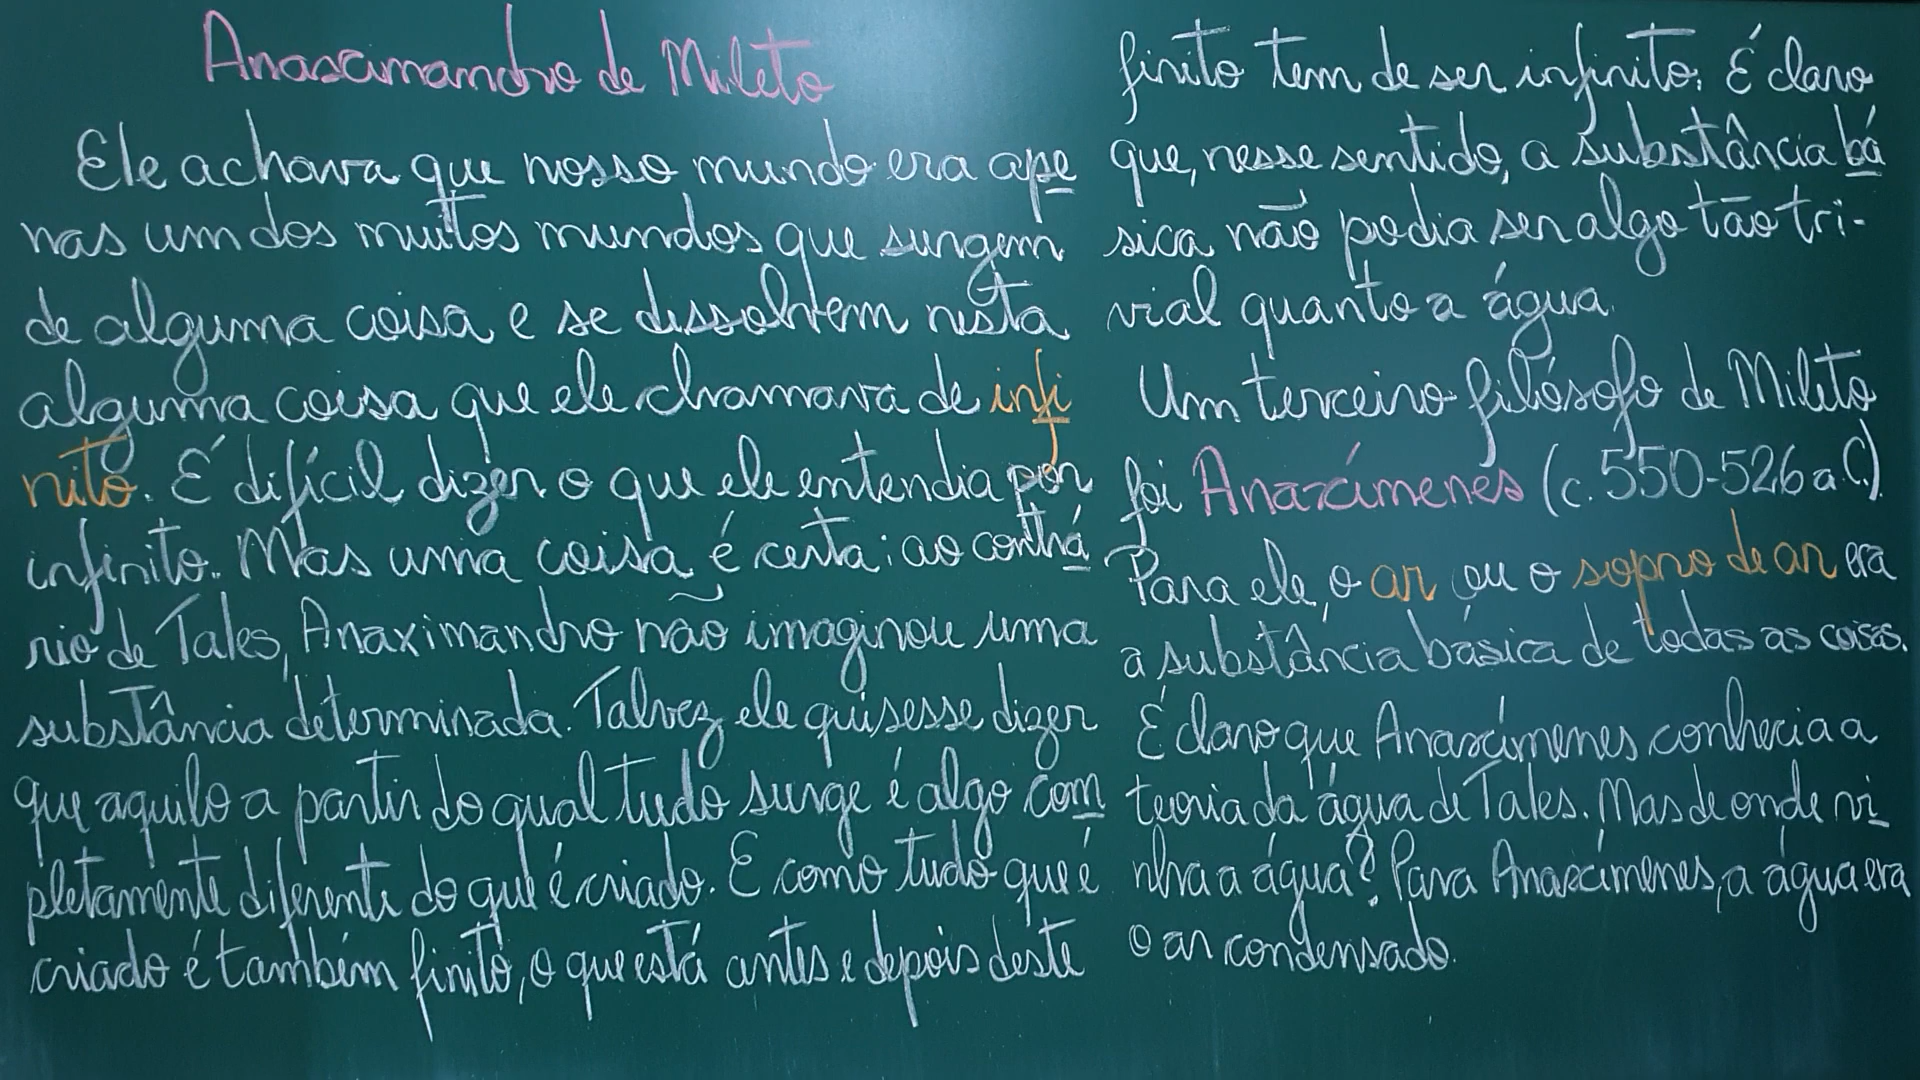 Anaximandro de Mileto
Ele achava que nosso mundo era ape
nas um dos muitos mundos que surgem
de alguma coisa e se dissolvem nesta
alguma coisa que ele chamava de infi
nito. É difícil dizer o que ele entendia por
infinito. Mas uma coisa é certa: ao contrá
rio de Tales, Anaximandro não imaginou uma
substância determinada. Talvez ele quisesse dizer
que aquilo a partir do qual tudo surge é algo com
pletamente diferente do que é criado. E como tudo que é
criado é também finito, o que está antes e depois deste
finito tem de ser infinito. É claro
que, nesse sentido, a substância bá
sica não podia ser algo tão tri-
vial quanto a água.
Um terceiro filósofo de Mileto
foi Anaxímenes (c. 550-526 a.C.).
Para ele, o ar ou o sopro de ar era
a substância básica de todas as coisas.
É claro que Anaxímenes conhecia a
teoria da água de Tales. Mas de onde vi
nha a água? Para Anaxímenes, a água era
o ar condensado.